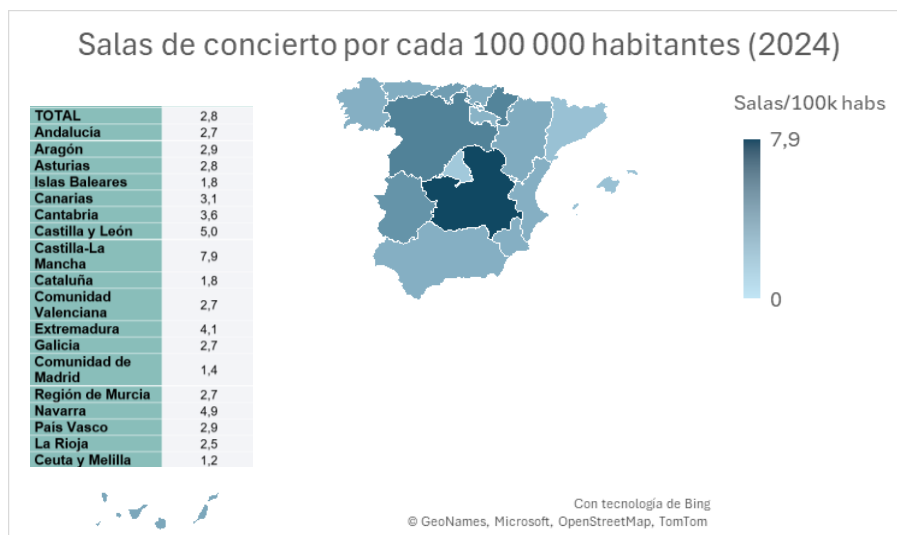 Salas de concierto por cada 100 000 habitantes (2024)
TOTAL 2,8
Andalucia 2,7
Aragón 2,9
Asturias 2,8
Islas Baleares 1,8
Canarias 3,1
Cantabria 3,6
Castilla y León 5,0
Castilla-La
Mancha 7,9
Cataluña 1,8
Comunidad
Valenciana 2,7
Extremadura 4,1
Galicia 2,7
Comunidad de
Madrid 1,4
Región de Murcia 2,7
Navarra 4,9
Pais Vasco 2,9
La Rioja 2,5
Ceuta y Melilla 1,2
Salas/100k habs
7,9
0
Con tecnología de Bing
© GeoNames, Microsoft, OpenStreetMap, TomTom